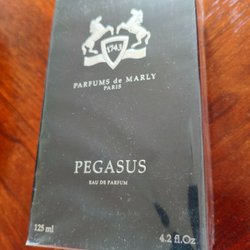 1743
PARFUMS de MARLY
PARIS
PEGASUS
EAU DE PARFUM
125 ml
4.2 fl.Oz